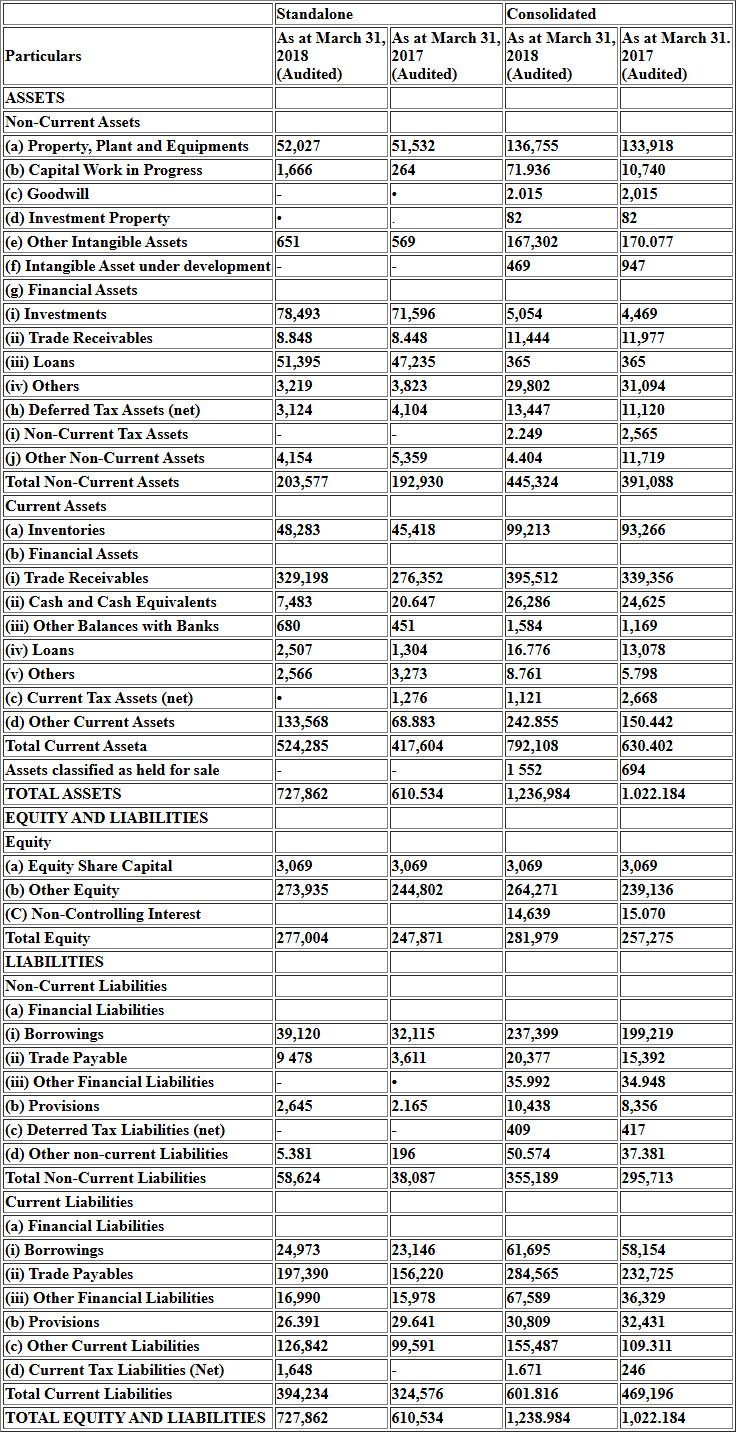 Standalone Consolidated
Particulars As at March 31, 2018 (Audited) As at March 31, 2017 (Audited) As at March 31, 2018 (Audited) As at March 31. 2017 (Audited)
ASSETS
Non-Current Assets
(a) Property, Plant and Equipments 52,027 51,532 136,755 133,918
(b) Capital Work in Progress 1,666 264 71.936 10,740
(c) Goodwill - • 2.015 2,015
(d) Investment Property • . 82 82
(e) Other Intangible Assets 651 569 167,302 170.077
(f) Intangible Asset under development - - 469 947
(g) Financial Assets
(i) Investments 78,493 71,596 5,054 4,469
(ii) Trade Receivables 8.848 8.448 11,444 11,977
(iii) Loans 51,395 47,235 365 365
(iv) Others 3,219 3,823 29,802 31,094
(h) Deferred Tax Assets (net) 3,124 4,104 13,447 11,120
(i) Non-Current Tax Assets - - 2.249 2,565
(j) Other Non-Current Assets 4,154 5,359 4.404 11,719
Total Non-Current Assets 203,577 192,930 445,324 391,088
Current Assets
(a) Inventories 48,283 45,418 99,213 93,266
(b) Financial Assets
(i) Trade Receivables 329,198 276,352 395,512 339,356
(ii) Cash and Cash Equivalents 7,483 20.647 26,286 24,625
(iii) Other Balances with Banks 680 451 1,584 1,169
(iv) Loans 2,507 1,304 16.776 13,078
(v) Others 2,566 3,273 8.761 5.798
(c) Current Tax Assets (net) • 1,276 1,121 2,668
(d) Other Current Assets 133,568 68.883 242.855 150.442
Total Current Asseta 524,285 417,604 792,108 630.402
Assets classified as held for sale - - 1 552 694
TOTAL ASSETS 727,862 610.534 1,236,984 1.022.184
EQUITY AND LIABILITIES
Equity
(a) Equity Share Capital 3,069 3,069 3,069 3,069
(b) Other Equity 273,935 244,802 264,271 239,136
(C) Non-Controlling Interest 14,639 15.070
Total Equity 277,004 247,871 281,979 257,275
LIABILITIES
Non-Current Liabilities
(a) Financial Liabilities
(i) Borrowings 39,120 32,115 237,399 199,219
(ii) Trade Payable 9 478 3,611 20,377 15,392
(iii) Other Financial Liabilities - • 35.992 34.948
(b) Provisions 2,645 2.165 10,438 8,356
(c) Deterred Tax Liabilities (net) - - 409 417
(d) Other non-current Liabilities 5.381 196 50.574 37.381
Total Non-Current Liabilities 58,624 38,087 355,189 295,713
Current Liabilities
(a) Financial Liabilities
(i) Borrowings 24,973 23,146 61,695 58,154
(ii) Trade Payables 197,390 156,220 284,565 232,725
(iii) Other Financial Liabilities 16,990 15,978 67,589 36,329
(b) Provisions 26.391 29.641 30,809 32,431
(c) Other Current Liabilities 126,842 99,591 155,487 109.311
(d) Current Tax Liabilities (Net) 1,648 - 1.671 246
Total Current Liabilities 394,234 324,576 601.816 469,196
TOTAL EQUITY AND LIABILITIES 727,862 610,534 1,238.984 1,022.184